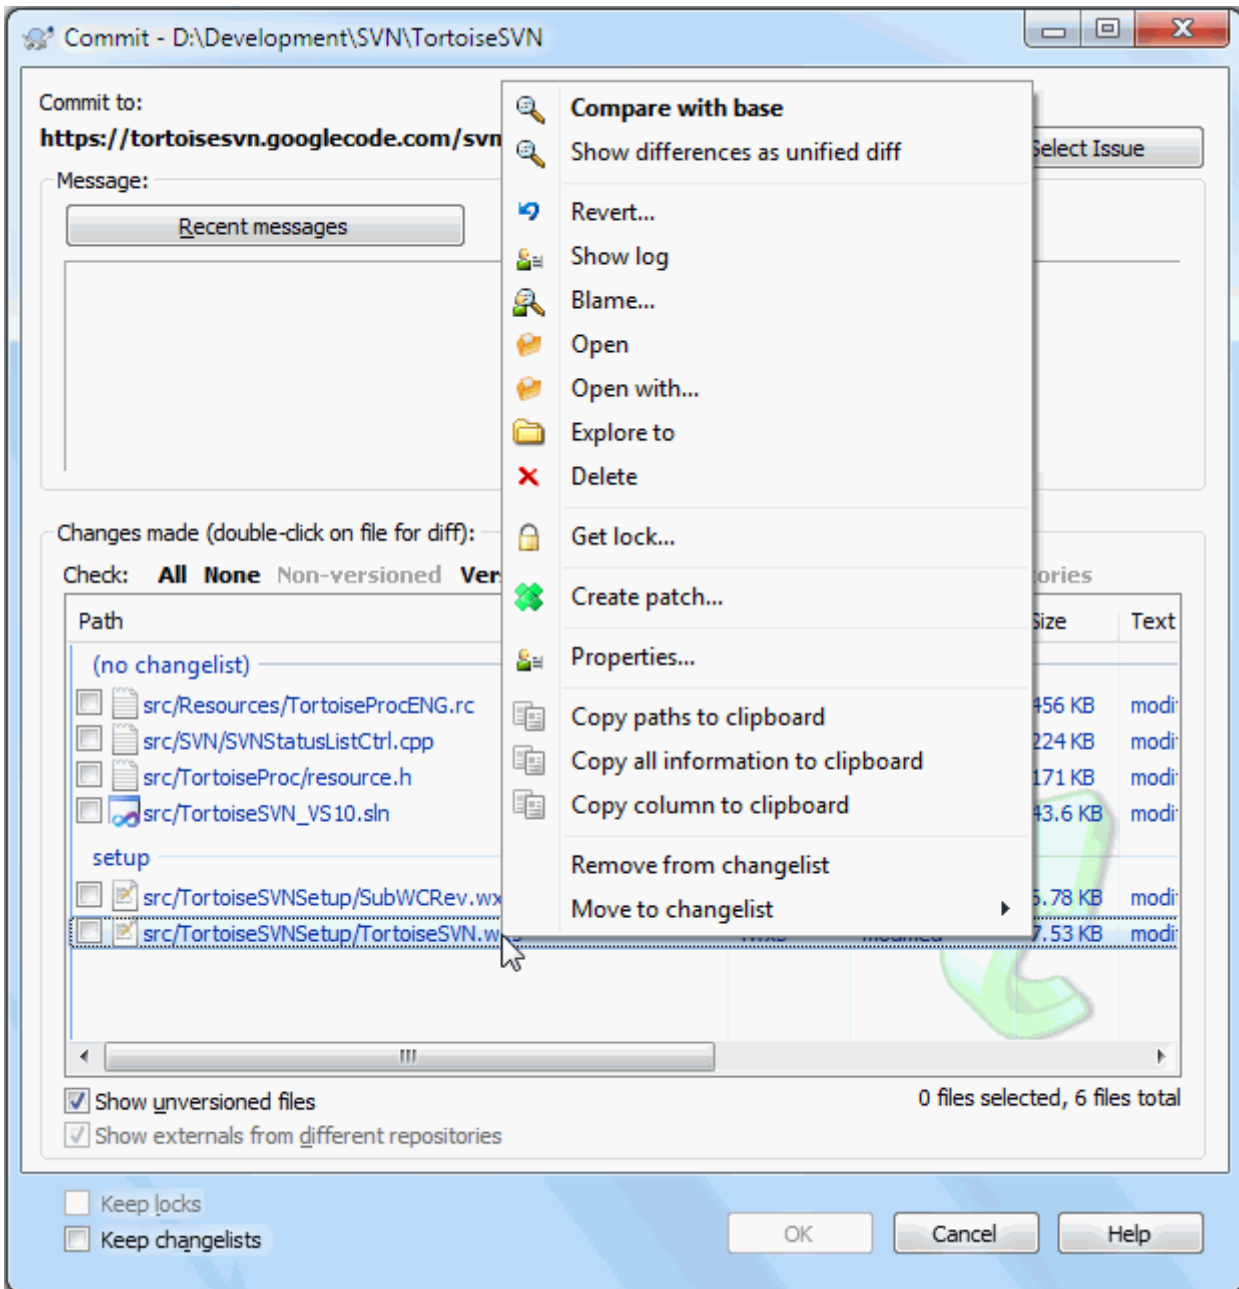 Commit - D:\Development\SVN\TortoiseSVN
Commit to:
https://tortoisesvn.googlecode.com/svn
Select Issue
Message:
Recent messages
Compare with base
Show differences as unified diff
Revert...
Show log
Blame...
Open
Open with...
Explore to
Delete
Get lock...
Create patch...
Properties...
Copy paths to clipboard
Copy all information to clipboard
Copy column to clipboard
Remove from changelist
Move to changelist
Changes made (double-click on file for diff):
Check: All None Non-versioned Ver
ories
Path Size Text
(no changelist)
src/Resources/TortoiseProcENG.rc 456 KB modi
src/SVN/SVNStatusListCtrl.cpp 224 KB modi
src/TortoiseProc/resource.h 171 KB modi
src/TortoiseSVN_VS10.sln 43.6 KB modi
setup
src/TortoiseSVNSetup/SubWCRev.wx 5.78 KB modi
src/TortoiseSVNSetup/TortoiseSVN.w modified 7.53 KB modi
Show unversioned files
0 files selected, 6 files total
Show externals from different repositories
Keep locks
Keep changelists
OK Cancel Help